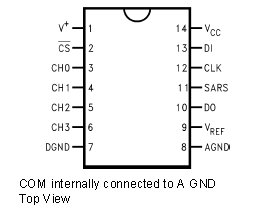 V+ 1 14 VCC
CS 2 13 DI
CH0 3 12 CLK
CH1 4 11 SARS
CH2 5 10 DO
CH3 6 9 VREF
DGND 7 8 AGND
COM internally connected to A GND
Top View